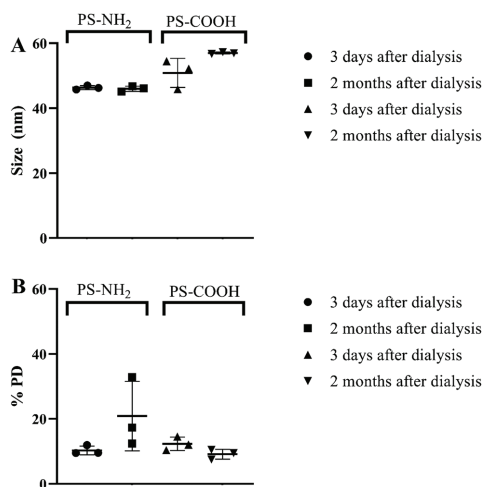 A
PS-NH₂ PS-COOH
Size (nm)
60
40
20
0
3 days after dialysis
2 months after dialysis
3 days after dialysis
2 months after dialysis
B
PS-NH₂ PS-COOH
% PD
60
40
20
0
3 days after dialysis
2 months after dialysis
3 days after dialysis
2 months after dialysis